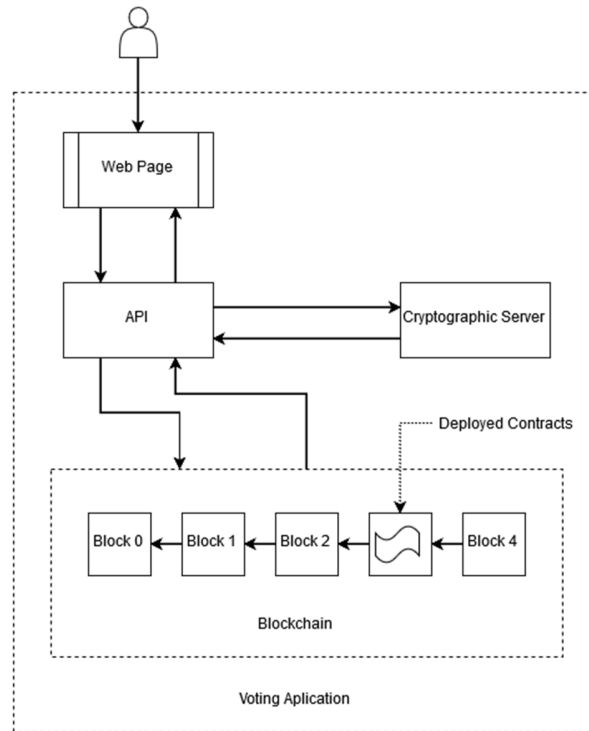 Web Page
API
Cryptographic Server
Deployed Contracts
Block 0
Block 1
Block 2
Block 4
Blockchain
Voting Aplication